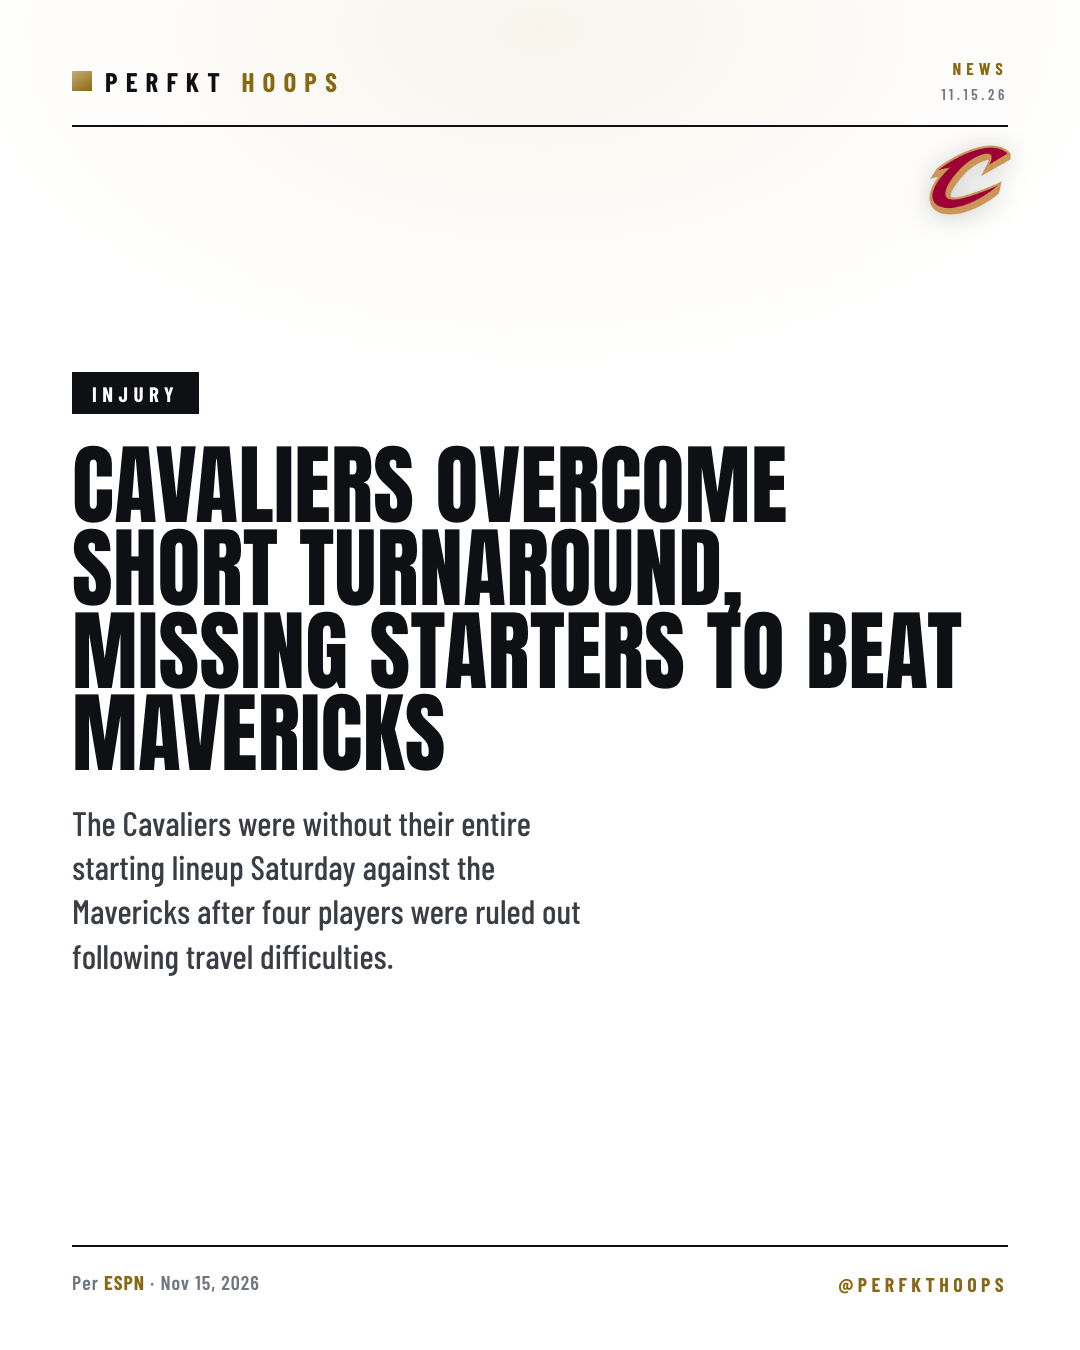 PERFKT HOOPS
NEWS
11.15.26
INJURY
CAVALIERS OVERCOME
SHORT TURNAROUND,
MISSING STARTERS TO BEAT
MAVERICKS
The Cavaliers were without their entire
starting lineup Saturday against the
Mavericks after four players were ruled out
following travel difficulties.
Per ESPN · Nov 15, 2026
@PERFKTHOOPS